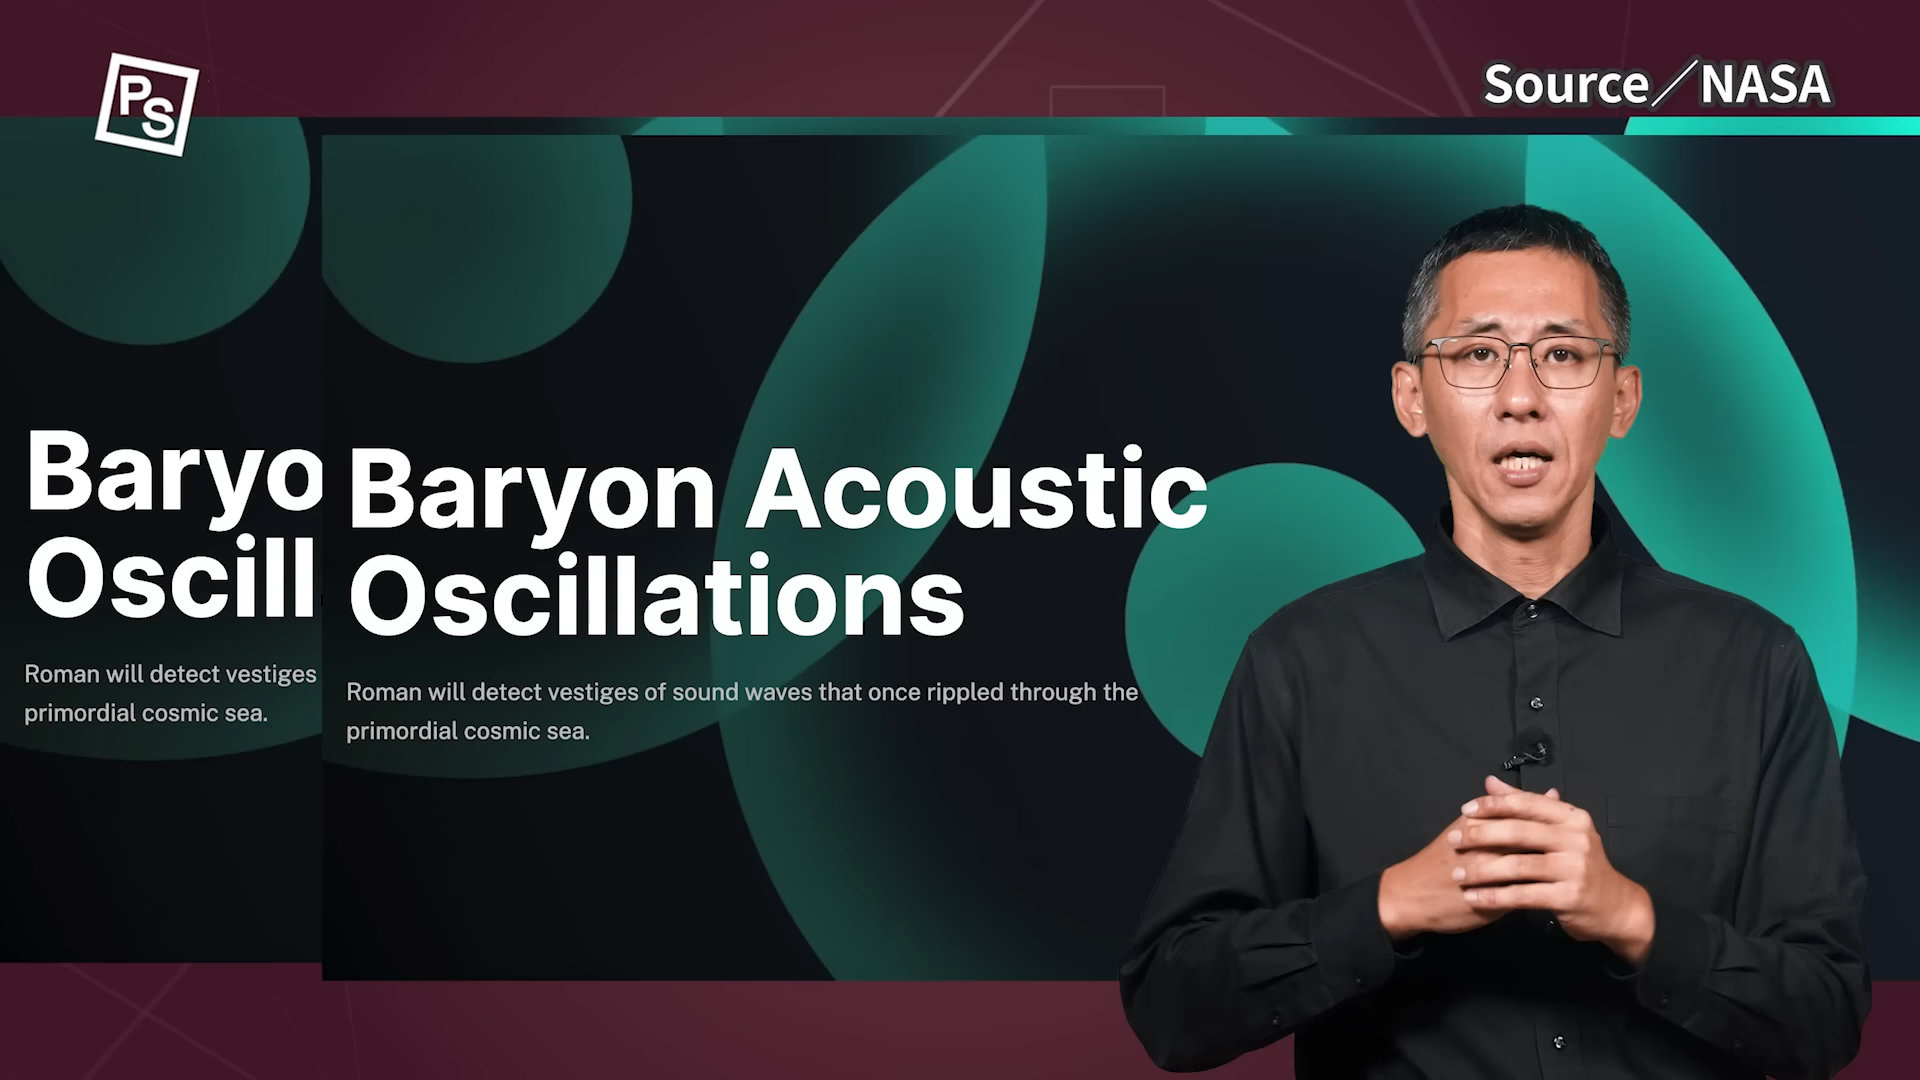 PS
Source／NASA
Baryo
Oscill
Roman will detect vestiges
primordial cosmic sea.
Baryon Acoustic
Oscillations
Roman will detect vestiges of sound waves that once rippled through the
primordial cosmic sea.